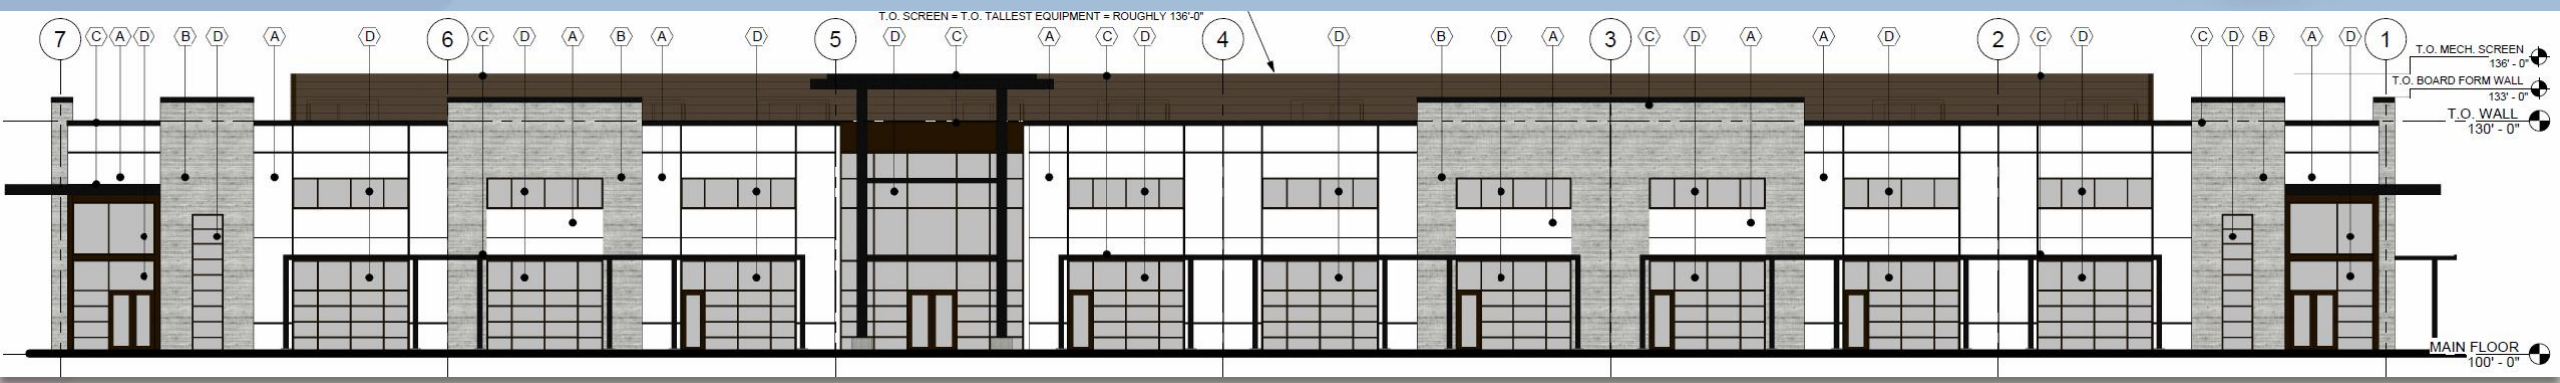 T.O. SCREEN = T.O. TALLEST EQUIPMENT = ROUGHLY 136'-0"
7 C A D B D A D 6 C D A B A D 5 D C A C D 4 D B D A 3 C D A A D 2 C D C D B A D 1
T.O. MECH. SCREEN
136' - 0"
T.O. BOARD FORM WALL
133' - 0"
T.O. WALL
130' - 0"
MAIN FLOOR
100' - 0"